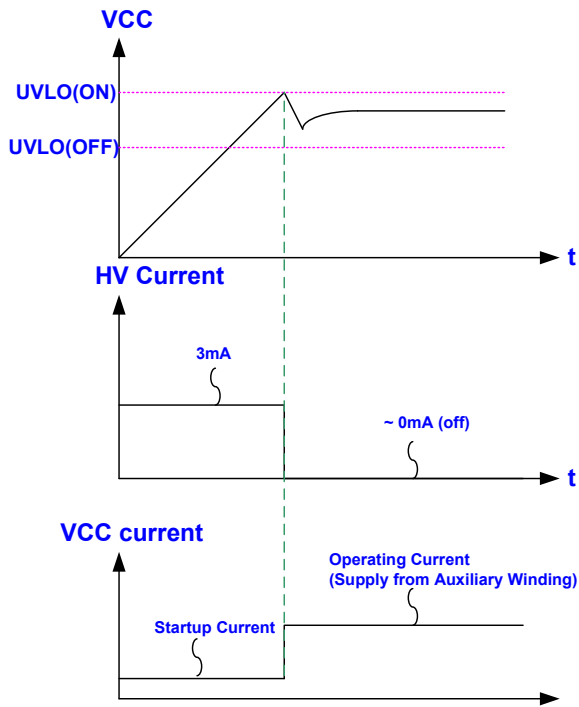 VCC
UVLO(ON)
UVLO(OFF)
t
HV Current
3mA
~ 0mA (off)
t
VCC current
Operating Current
(Supply from Auxiliary Winding)
Startup Current